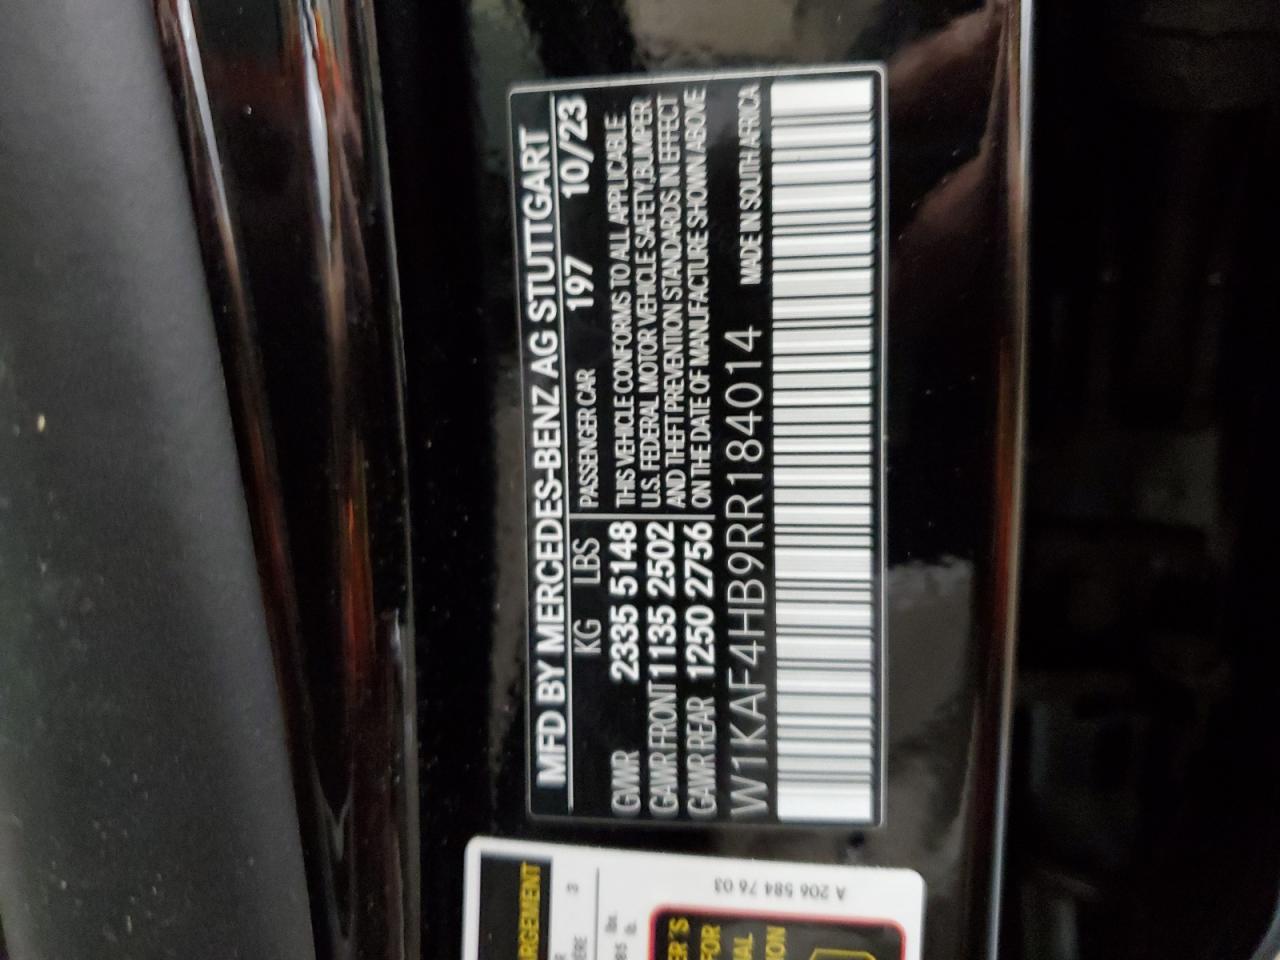 MFD BY MERCEDES-BENZ AG STUTTGART
KG LBS PASSENGER CAR 197 10/23
GVWR 2335 5148
GAWR FRONT 1135 2502
GAWR REAR 1250 2756
THIS VEHICLE CONFORMS TO ALL APPLICABLE
U.S. FEDERAL MOTOR VEHICLE SAFETY,BUMPER
AND THEFT PREVENTION STANDARDS IN EFFECT
ON THE DATE OF MANUFACTURE SHOWN ABOVE
W1KAF4HB9RR184014 MADE IN SOUTH AFRICA
A 206 584 76 03
3
lbs.
lb.